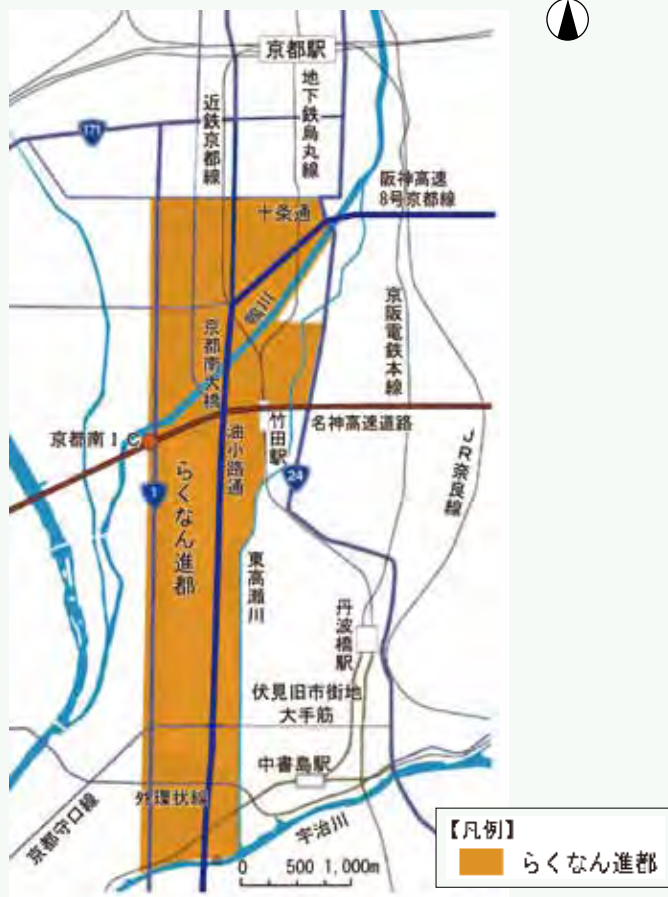 京都駅
地下鉄烏丸線
近鉄京都線
171
阪神高速
8号京都線
十条通
鴨川
京阪電鉄本線
京都南大橋
名神高速道路
竹田駅
京都南IC
油小路通
JR奈良線
24
1
らくなん進都
東高瀬川
丹波橋駅
伏見旧市街地
大手筋
中書島駅
外環状線
京都守口線
宇治川
0 500 1,000m
【凡例】
らくなん進都